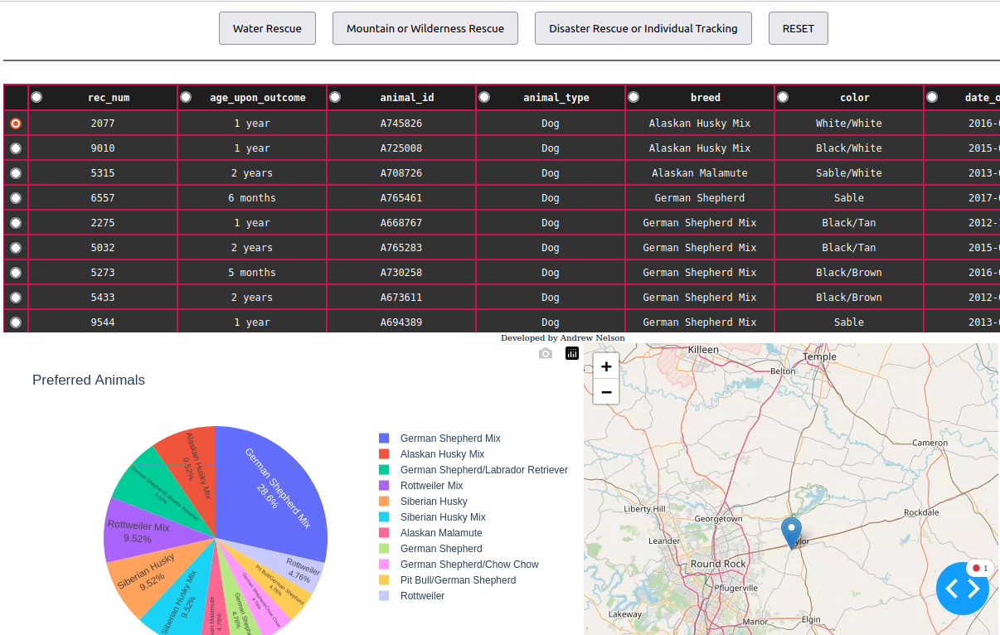 Water Rescue Mountain or Wilderness Rescue Disaster Rescue or Individual Tracking RESET
rec_num age_upon_outcome animal_id animal_type breed color date_o
2077 1 year A745826 Dog Alaskan Husky Mix White/White 2016-
9010 1 year A725008 Dog Alaskan Husky Mix Black/White 2015-
5315 2 years A708726 Dog Alaskan Malamute Sable/White 2013-
6557 6 months A765461 Dog German Shepherd Sable 2017-
2275 1 year A668767 Dog German Shepherd Mix Black/Tan 2012-
5032 2 years A765283 Dog German Shepherd Mix Black/Tan 2015-
5273 5 months A730258 Dog German Shepherd Mix Black/Brown 2016-
5433 2 years A673611 Dog German Shepherd Mix Black/Brown 2012-
9544 1 year A694389 Dog German Shepherd Mix Sable 2013-
Developed by Andrew Nelson
Preferred Animals
German Shepherd Mix
28.6%
Alaskan Husky Mix
9.52%
German Shepherd/Labrador Retriever
9.52%
Rottweiler Mix
9.52%
Siberian Husky
9.52%
Siberian Husky Mix
9.52%
Malamute
4.76%
German Sheph
4.76%
German Shepherd/Chow Chow
4.76%
Pit Bull/German Shepherd
4.76%
Rottweiler
4.76%
German Shepherd Mix
Alaskan Husky Mix
German Shepherd/Labrador Retriever
Rottweiler Mix
Siberian Husky
Siberian Husky Mix
Alaskan Malamute
German Shepherd
German Shepherd/Chow Chow
Pit Bull/German Shepherd
Rottweiler
+
−
Killeen
Temple
Belton
Cameron
Liberty Hill
Georgetown
Rockdale
Leander
ylor
Round Rock
Pflugerville
Lakeway
Manor
Elgin
1